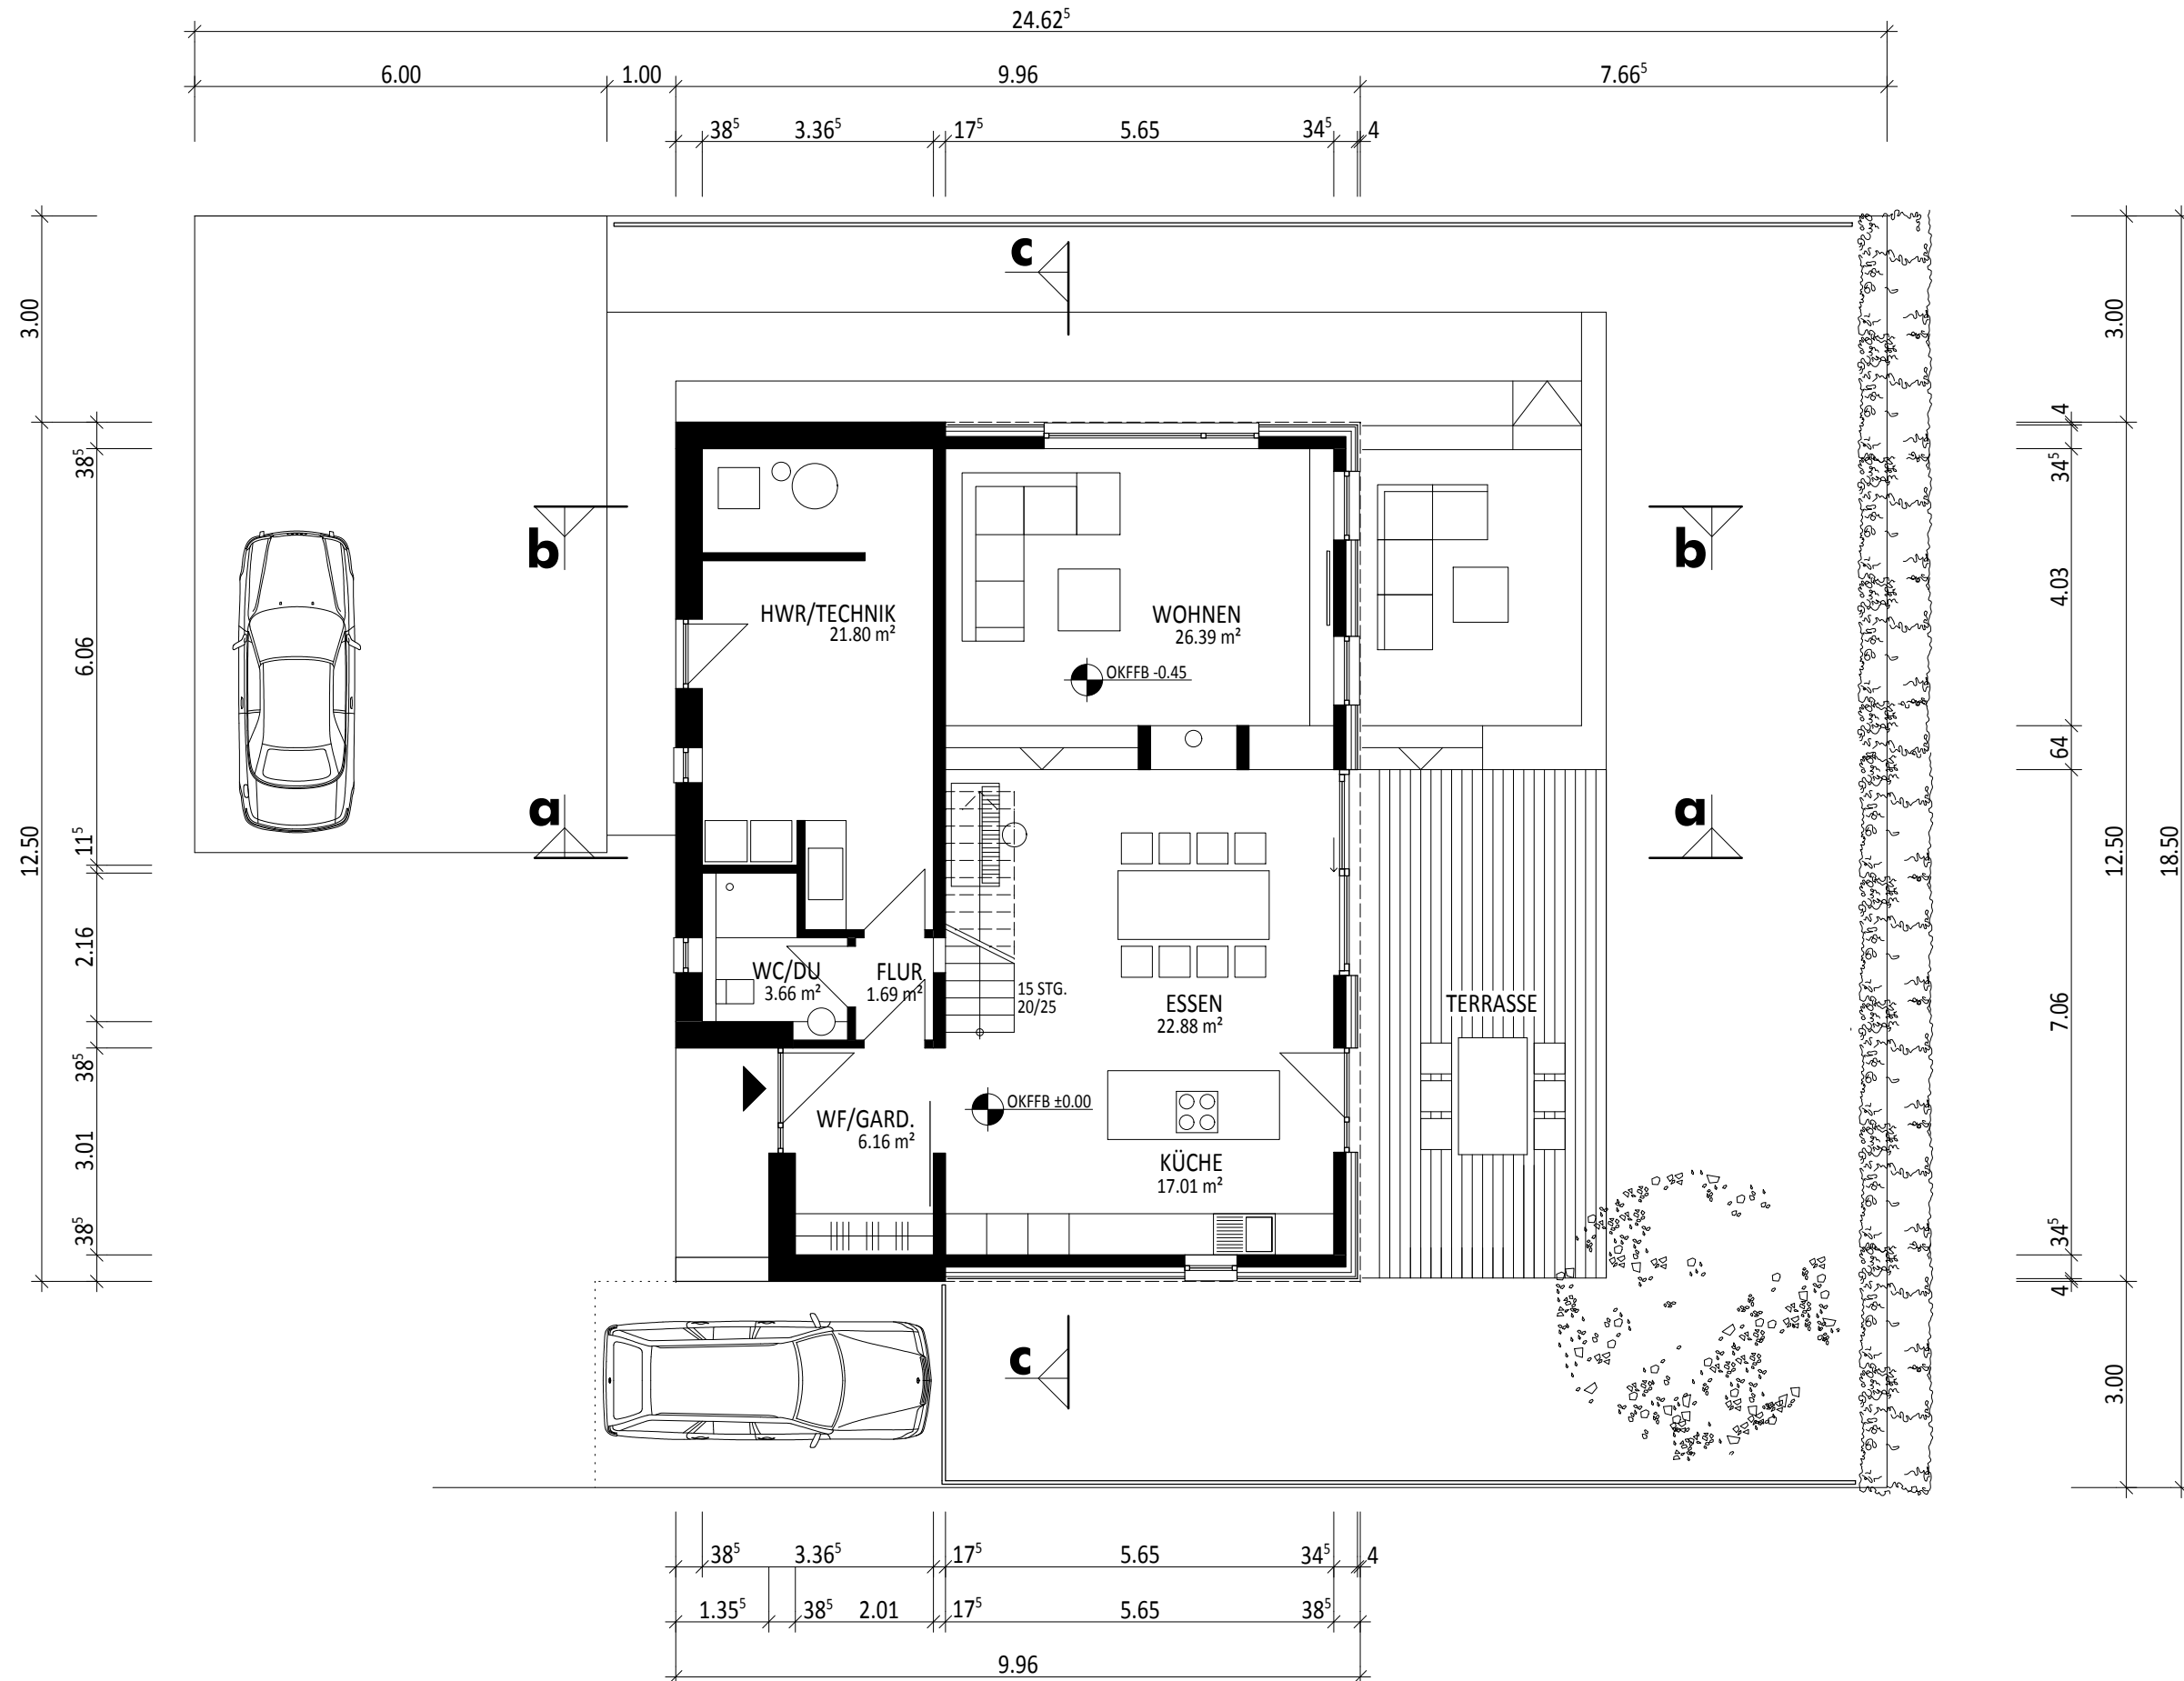 24.62⁵
6.00 1.00 9.96 7.66⁵
38⁵ 3.36⁵ 17⁵ 5.65 34⁵ 4
3.00
12.50
38⁵
6.06
11⁵
2.16
38⁵
3.01
38⁵
c
b
b
a
a
c
HWR/TECHNIK
21.80 m²
WOHNEN
26.39 m²
OKFFB -0.45
WC/DU
3.66 m²
FLUR
1.69 m²
15 STG.
20/25
ESSEN
22.88 m²
TERRASSE
WF/GARD.
6.16 m²
OKFFB ±0.00
KÜCHE
17.01 m²
4
34⁵
4.03
64
7.06
34⁵
4
3.00
12.50
3.00
18.50
38⁵ 3.36⁵ 17⁵ 5.65 34⁵ 4
1.35⁵ 38⁵ 2.01 17⁵ 5.65 38⁵
9.96